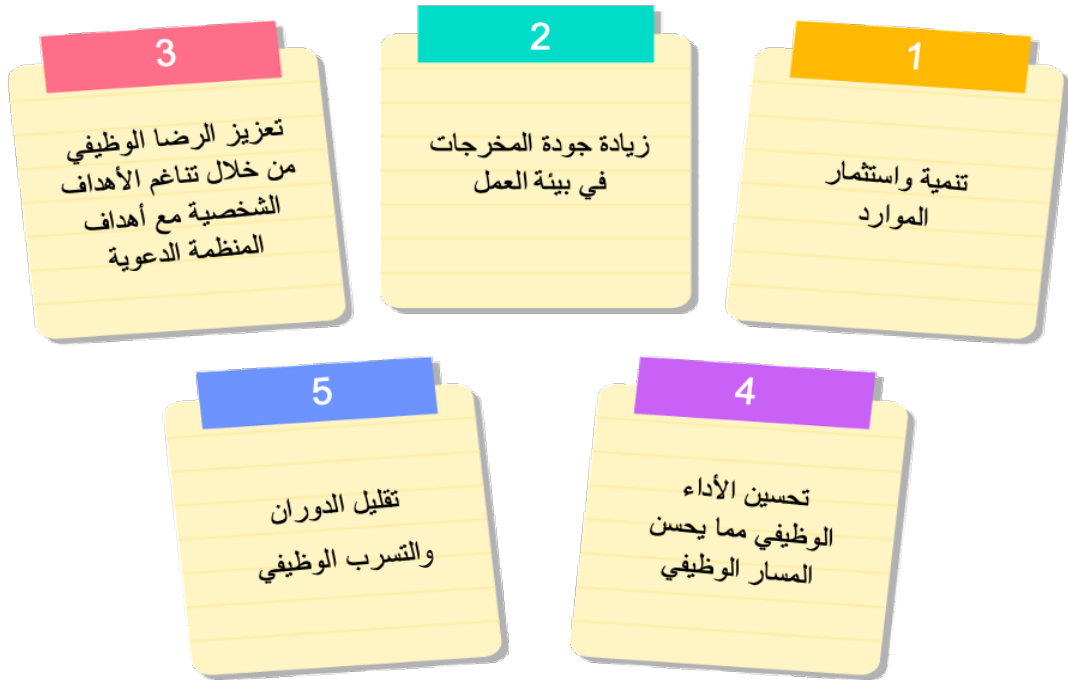 1
تنمية واستثمار
الموارد
2
زيادة جودة المخرجات
في بيئة العمل
3
تعزيز الرضا الوظيفي
من خلال تناغم الأهداف
الشخصية مع أهداف
المنظمة الدعوية
4
تحسين الأداء
الوظيفي مما يحسن
المسار الوظيفي
5
تقليل الدوران
والتسرب الوظيفي